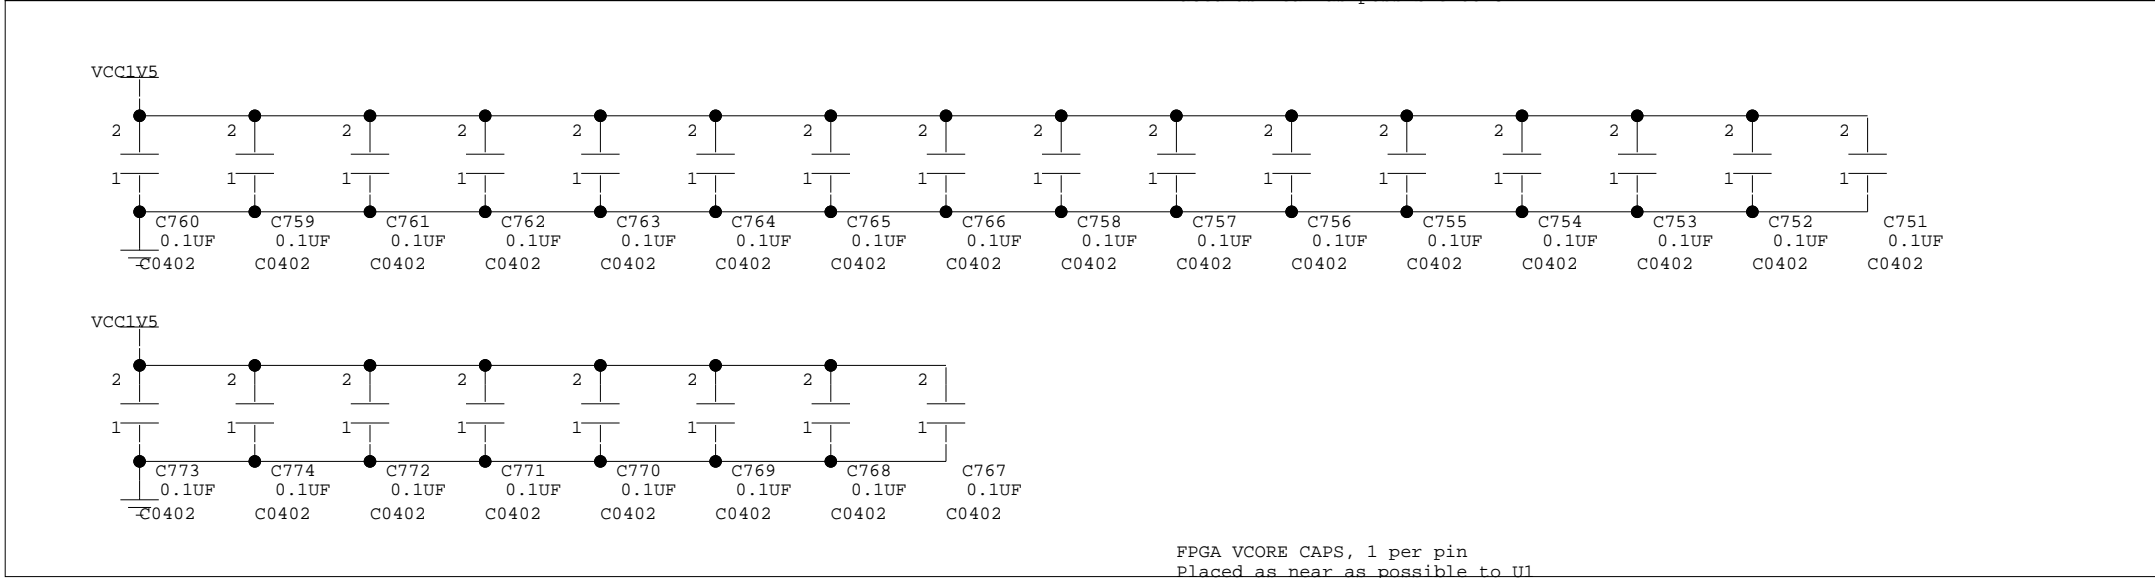 VCC1V5
2 2 2 2 2 2 2 2 2 2 2 2 2 2 2 2
1 1 1 1 1 1 1 1 1 1 1 1 1 1 1 1
C760 C759 C761 C762 C763 C764 C765 C766 C758 C757 C756 C755 C754 C753 C752 C751
0.1UF 0.1UF 0.1UF 0.1UF 0.1UF 0.1UF 0.1UF 0.1UF 0.1UF 0.1UF 0.1UF 0.1UF 0.1UF 0.1UF 0.1UF 0.1UF
C0402 C0402 C0402 C0402 C0402 C0402 C0402 C0402 C0402 C0402 C0402 C0402 C0402 C0402 C0402 C0402
VCC1V5
2 2 2 2 2 2 2 2
1 1 1 1 1 1 1 1
C773 C774 C772 C771 C770 C769 C768 C767
0.1UF 0.1UF 0.1UF 0.1UF 0.1UF 0.1UF 0.1UF 0.1UF
C0402 C0402 C0402 C0402 C0402 C0402 C0402 C0402
FPGA VCORE CAPS, 1 per pin
Placed as near as possible to U1